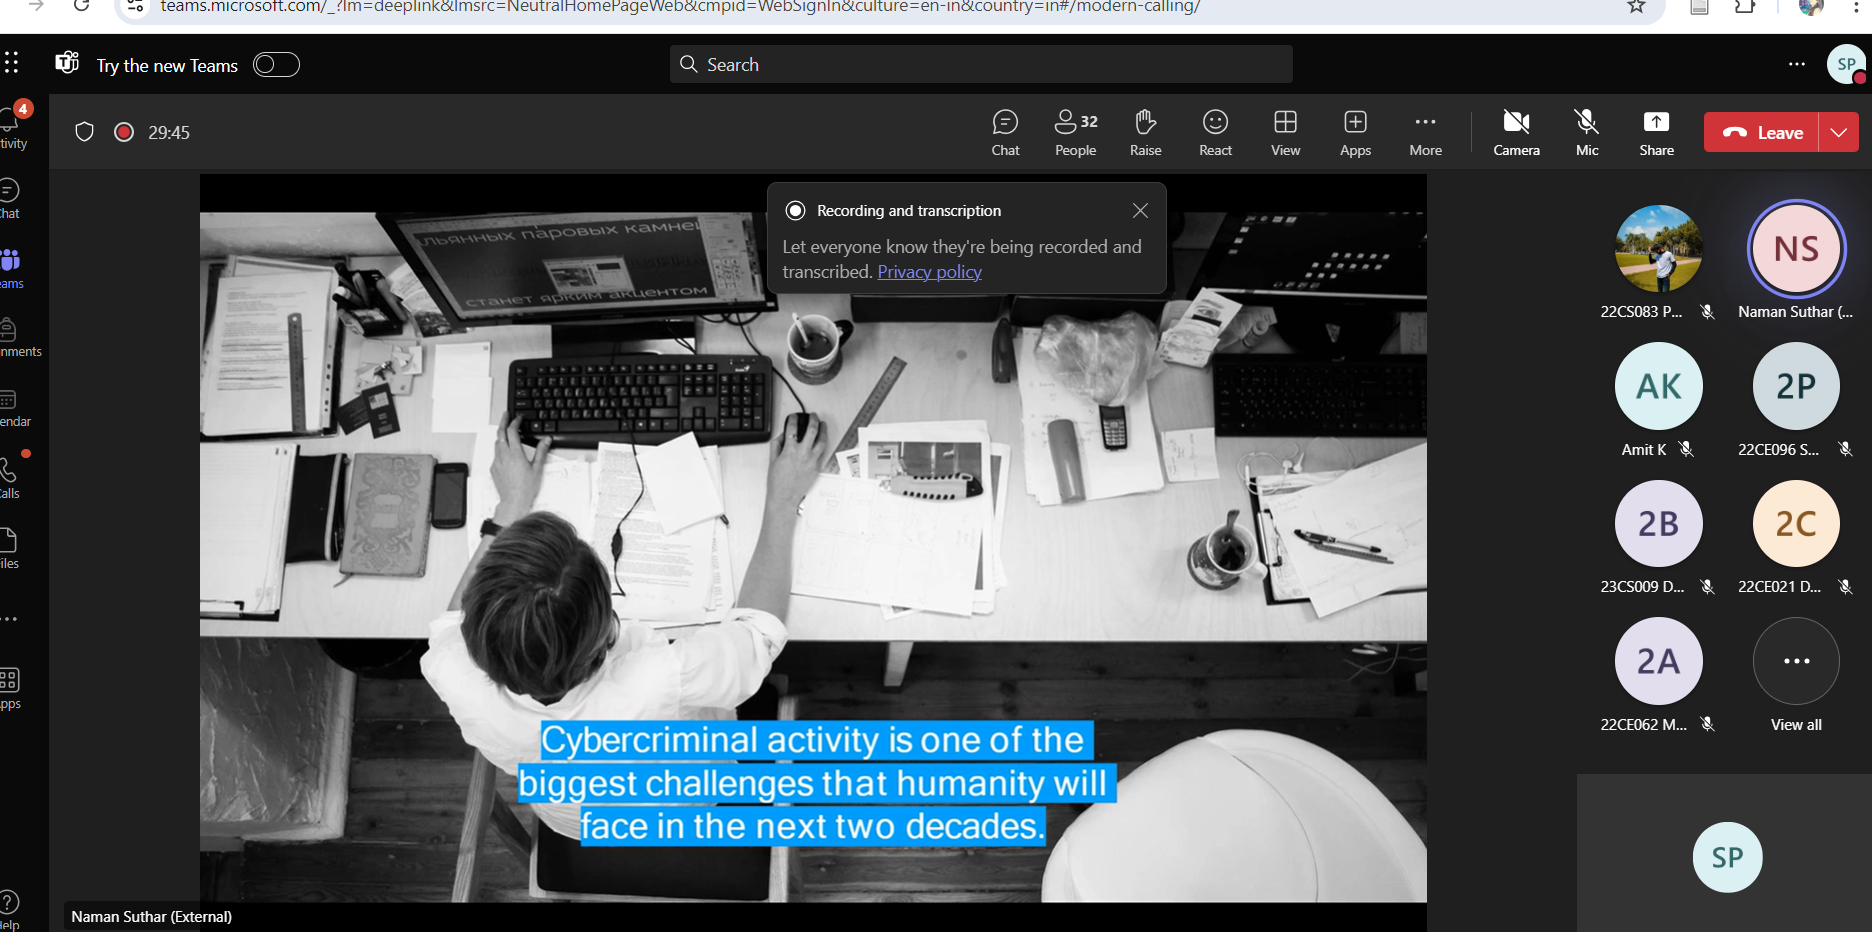 teams.microsoft.com/_?lm=deeplink&lmsrc=NeutralHomePageWeb&cmpid=WebSignIn&culture=en-in&country=in#/modern-calling/
Try the new Teams
Search
SP
4
tivity
hat
eams
nments
endar
alls
iles
pps
elp
29:45
Chat
32
People
Raise
React
View
Apps
More
Camera
Mic
Share
Leave
Recording and transcription
Let everyone know they're being recorded and
transcribed. Privacy policy
льянных паровых камне
станет ярким акцентом
Cybercriminal activity is one of the
biggest challenges that humanity will
face in the next two decades.
Naman Suthar (External)
NS
22CS083 P...
Naman Suthar (...
AK
2P
Amit K
22CE096 S...
2B
2C
23CS009 D...
22CE021 D...
2A
22CE062 M...
View all
SP